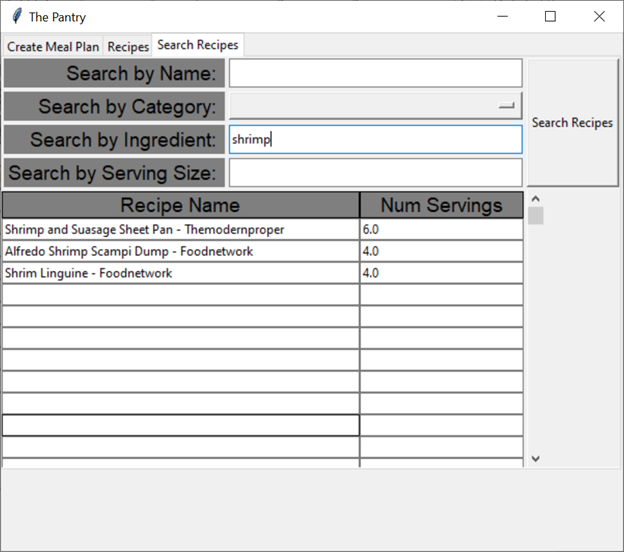 The Pantry
Create Meal Plan Recipes Search Recipes
Search by Name:
Search by Category:
Search by Ingredient: shrimp
Search by Serving Size:
Search Recipes
Recipe Name Num Servings
Shrimp and Suasage Sheet Pan - Themodernproper 6.0
Alfredo Shrimp Scampi Dump - Foodnetwork 4.0
Shrim Linguine - Foodnetwork 4.0